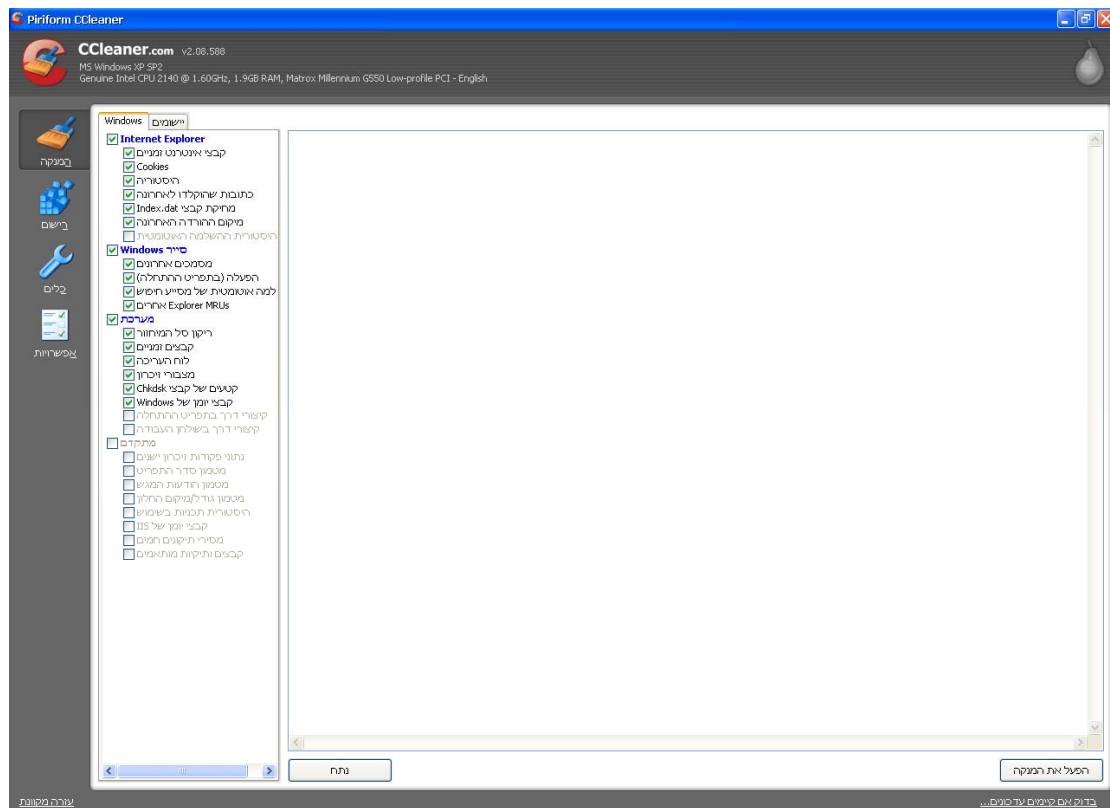 Piriform CCleaner
CCleaner.com v2.08.588
MS Windows XP SP2
Genuine Intel CPU 2140 @ 1.60GHz, 1.9GB RAM, Matrox Millennium G550 Low-profile PCI - English
המנקה
רישום
כלים
אפשרויות
Windows
יישומים
Internet Explorer
קבצי אינטרנט זמניים
Cookies
היסטוריה
כתובות שהוקלדו לאחרונה
מחיקת קבצי Index.dat
מיקום ההורדה האחרונה
היסטורית ההשלמה האוטומטית
סייר Windows
מסמכים אחרונים
הפעלה (בתפריט ההתחלה)
למה אוטומטית של מסייע חיפוש
אחרים Explorer MRUs
מערכת
ריקון סל המיחזור
קבצים זמניים
לוח העריכה
מצבורי זיכרון
קטעים של קבצי Chkdsk
קבצי יומן של Windows
קיצורי דרך בתפריט ההתחלה
קיצורי דרך בשולחן העבודה
מתקדם
נתוני פקודות זיכרון ישנים
מטמון סדר התפריט
מטמון הודעות המגש
מטמון גודל/מיקום החלון
היסטורית תכניות בשימוש
קבצי יומן של IIS
מסירי תיקונים חמים
קבצים ותיקיות מותאמים
נתח
הפעל את המנקה
עזרה מקוונת
בדוק אם קיימים עדכונים...